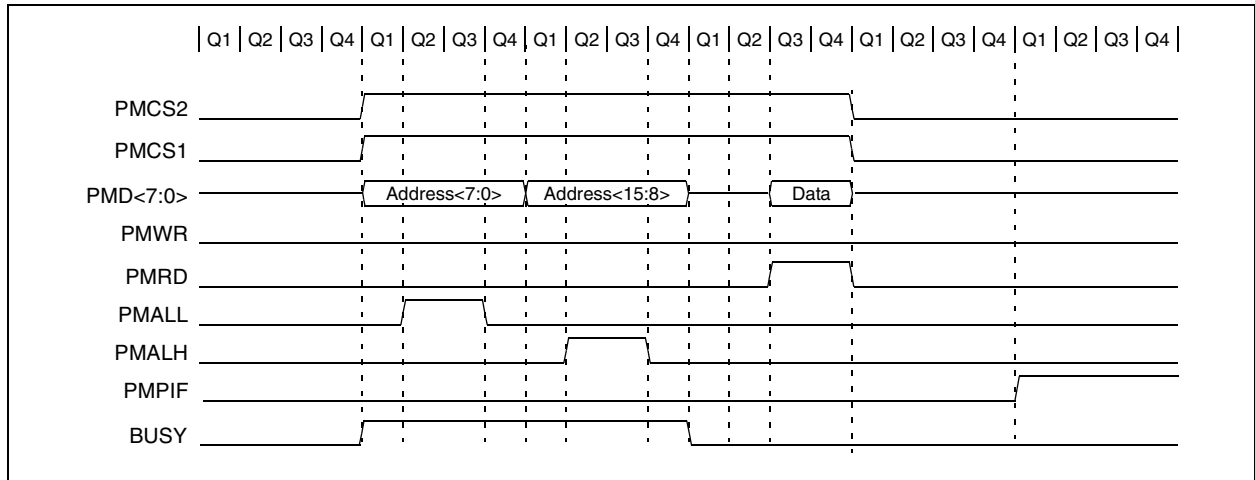 Q1 Q2 Q3 Q4 Q1 Q2 Q3 Q4 Q1 Q2 Q3 Q4 Q1 Q2 Q3 Q4 Q1 Q2 Q3 Q4 Q1 Q2 Q3 Q4
PMCS2
PMCS1
PMD<7:0> Address<7:0> Address<15:8> Data
PMWR
PMRD
PMALL
PMALH
PMPIF
BUSY